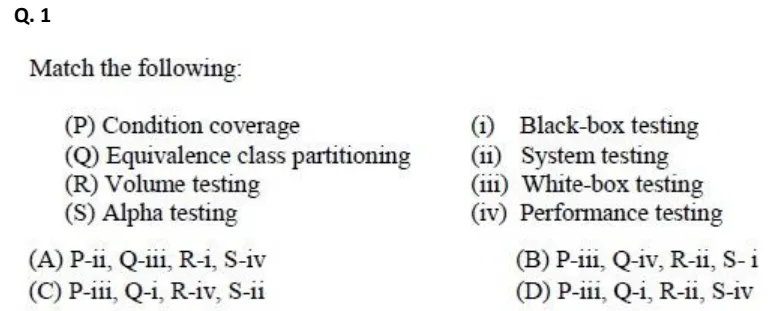 Q. 1
Match the following:
(P) Condition coverage (i) Black-box testing
(Q) Equivalence class partitioning (ii) System testing
(R) Volume testing (iii) White-box testing
(S) Alpha testing (iv) Performance testing
(A) P-ii, Q-iii, R-i, S-iv (B) P-iii, Q-iv, R-ii, S- i
(C) P-iii, Q-i, R-iv, S-ii (D) P-iii, Q-i, R-ii, S-iv